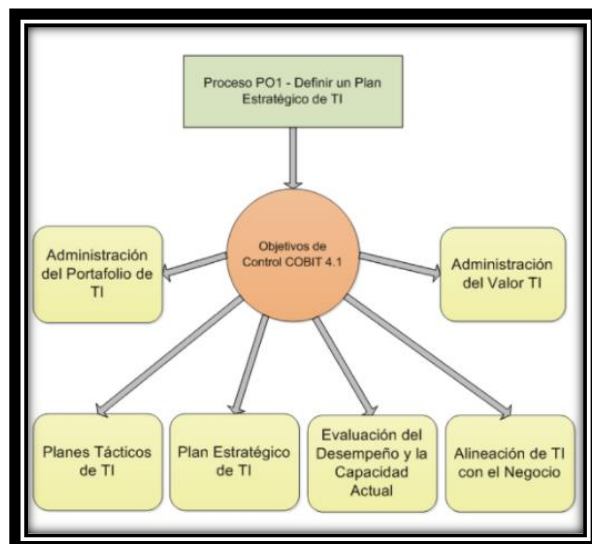 Proceso PO1 - Definir un Plan
Estratégico de TI
Objetivos de
Control COBIT 4.1
Administración
del Portafolio de
TI
Administración
del Valor TI
Planes Tácticos
de TI
Plan Estratégico
de TI
Evaluación del
Desempeño y la
Capacidad
Actual
Alineación de TI
con el Negocio